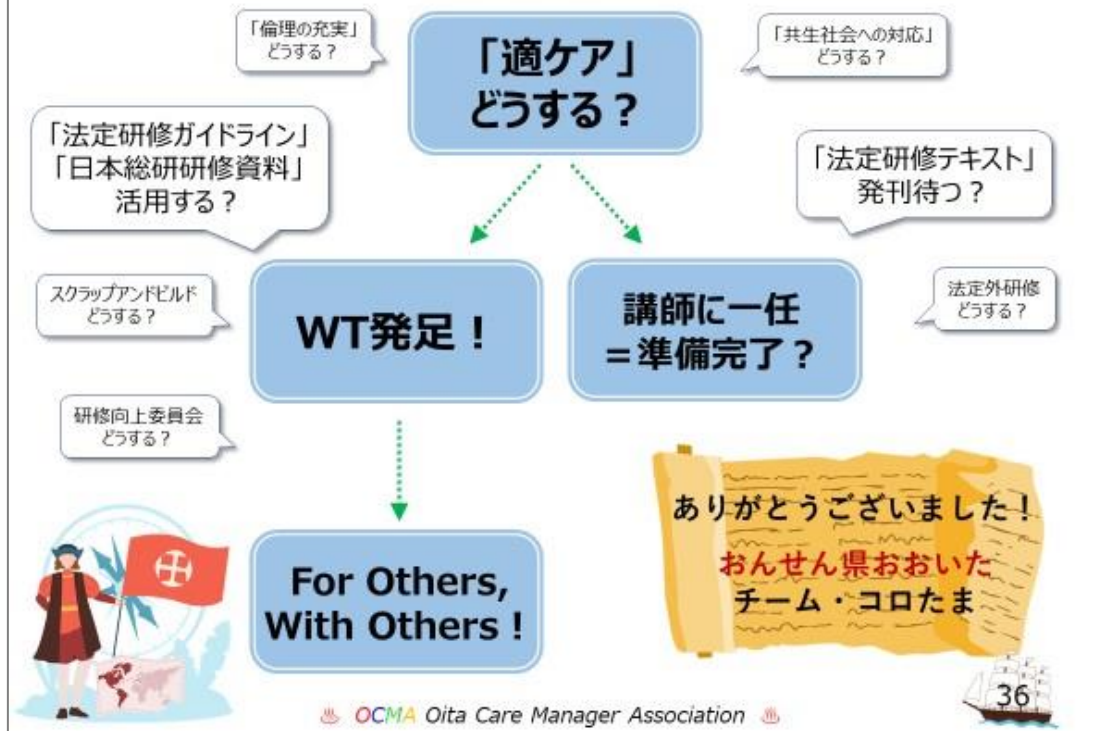 「倫理の充実」
どうする？
「適ケア」
どうする？
「共生社会への対応」
どうする？
「法定研修ガイドライン」
「日本総研研修資料」
活用する？
「法定研修テキスト」
発刊待つ？
スクラップアンドビルド
どうする？
WT発足！
講師に一任
＝準備完了？
法定外研修
どうする？
研修向上委員会
どうする？
For Others,
With Others！
ありがとうございました！
おんせん県おおいた
チーム・コロたま
♨ OCMA Oita Care Manager Association ♨
36